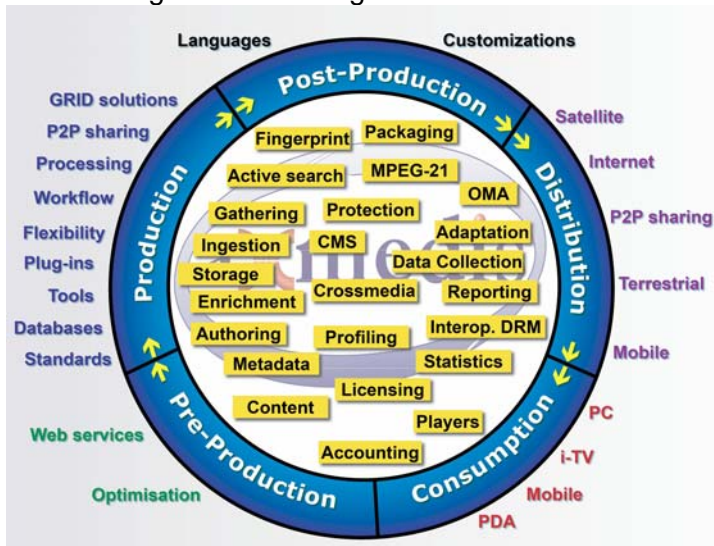 Languages
Customizations
Post-Production
GRID solutions
P2P sharing
Processing
Workflow
Flexibility
Plug-ins
Tools
Databases
Standards
Production
Web services
Optimisation
Pre-Production
Satellite
Internet
P2P sharing
Terrestrial
Mobile
Distribution
PC
i-TV
Mobile
PDA
Consumption
Fingerprint
Packaging
Active search
MPEG-21
OMA
Gathering
Protection
Adaptation
Ingestion
CMS
Data Collection
Storage
Enrichment
Crossmedia
Reporting
Authoring
Profiling
Interop. DRM
Metadata
Statistics
Licensing
Content
Players
Accounting